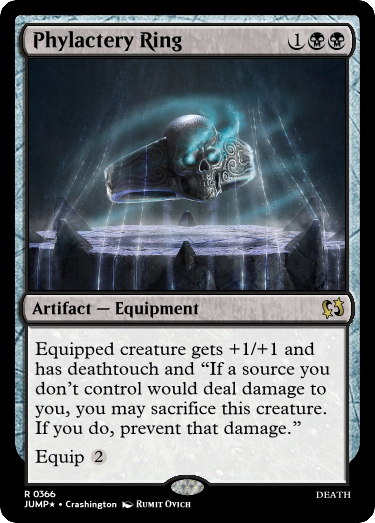 Phylactery Ring 1
Artifact — Equipment
Equipped creature gets +1/+1 and
has deathtouch and “If a source you
don’t control would deal damage to
you, you may sacrifice this creature.
If you do, prevent that damage.”
Equip 2
R 0366
JUMP★ • Crashington Rumit Ovich
DEATH